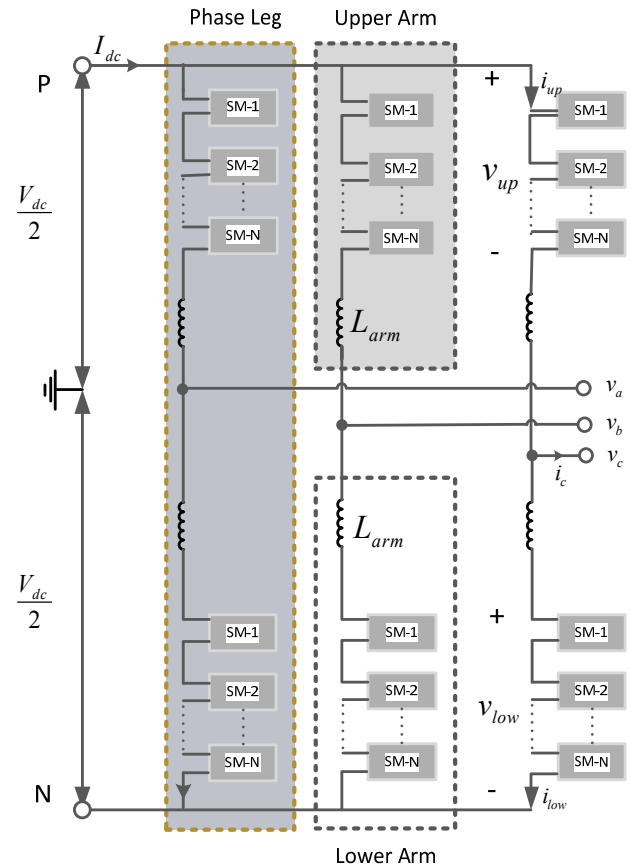 Phase Leg
Upper Arm
I_dc
P
+
i_up
SM-1
SM-1
SM-1
SM-2
SM-2
SM-2
v_up
V_dc
2
SM-N
SM-N
SM-N
-
L_arm
v_a
v_b
v_c
i_c
L_arm
V_dc
2
+
SM-1
SM-1
SM-1
SM-2
SM-2
SM-2
v_low
SM-N
SM-N
SM-N
N
-
i_low
Lower Arm